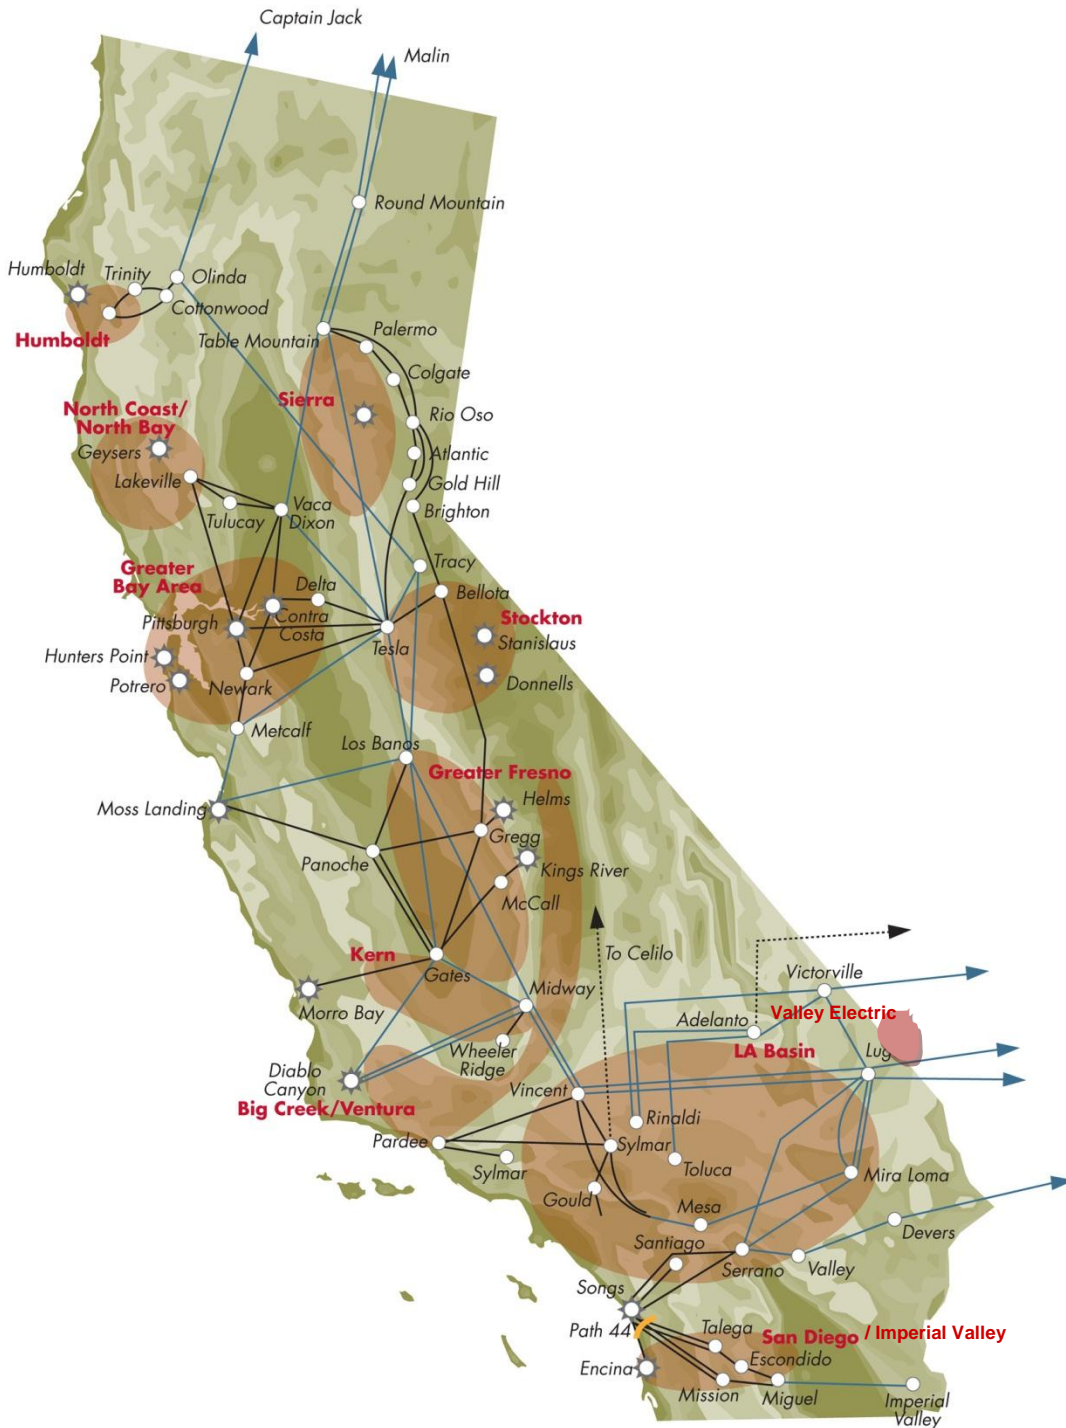 Captain Jack
Malin
Round Mountain
Humboldt
Trinity
Olinda
Cottonwood
Humboldt
Table Mountain
Palermo
Colgate
Sierra
Rio Oso
North Coast/
North Bay
Geysers
Atlantic
Lakeville
Gold Hill
Tulucay
Vaca
Dixon
Brighton
Greater
Bay Area
Tracy
Delta
Bellota
Pittsburgh
Contra
Costa
Tesla
Stockton
Stanislaus
Hunters Point
Potrero
Newark
Donnells
Metcalf
Los Banos
Greater Fresno
Moss Landing
Helms
Gregg
Panoche
Kings River
McCall
Kern
Gates
To Celilo
Morro Bay
Midway
Victorville
Adelanto
Valley Electric
Wheeler
Ridge
LA Basin
Lug
Diablo
Canyon
Vincent
Big Creek/Ventura
Rinaldi
Pardee
Sylmar
Sylmar
Toluca
Mira Loma
Gould
Mesa
Devers
Santiago
Serrano
Valley
Songs
Path 44
Talega
San Diego / Imperial Valley
Encina
Escondido
Mission
Miguel
Imperial
Valley